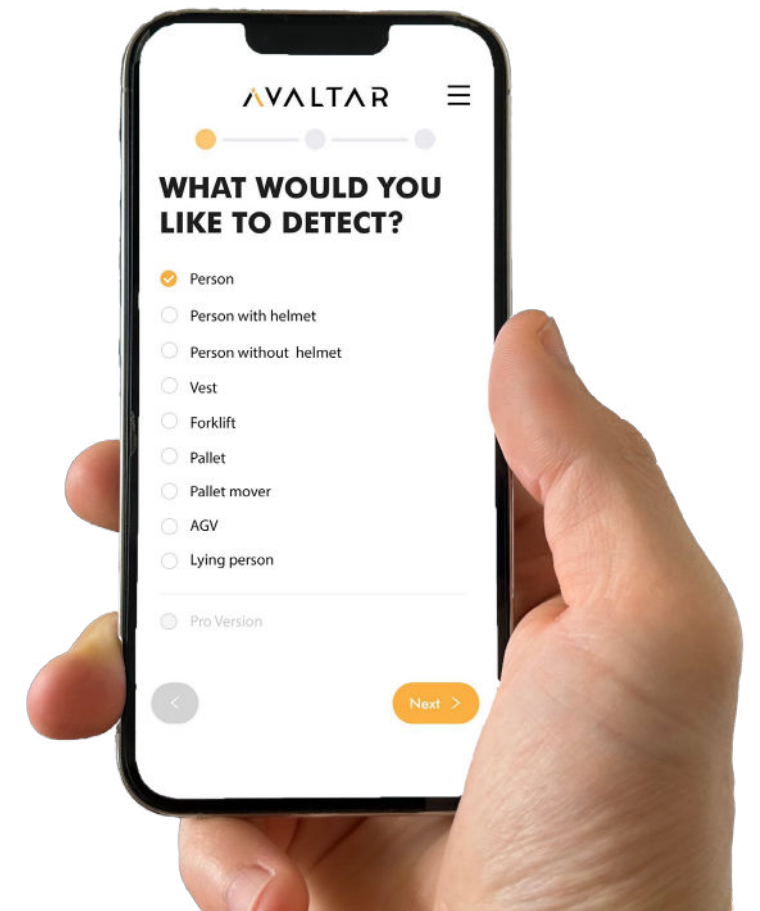 AVALTAR
WHAT WOULD YOU
LIKE TO DETECT?
Person
Person with helmet
Person without helmet
Vest
Forklift
Pallet
Pallet mover
AGV
Lying person
Pro Version
Next >